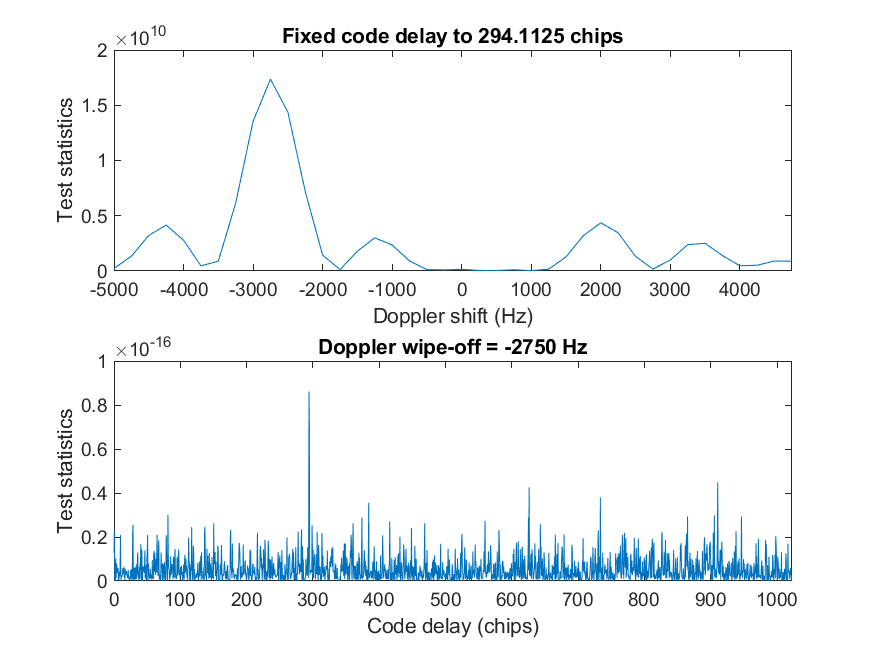 Fixed code delay to 294.1125 chips
×10^10
2
1.5
1
0.5
0
Test statistics
-5000 -4000 -3000 -2000 -1000 0 1000 2000 3000 4000
Doppler shift (Hz)
Doppler wipe-off = -2750 Hz
×10^-16
1
0.8
0.6
0.4
0.2
0
Test statistics
0 100 200 300 400 500 600 700 800 900 1000
Code delay (chips)